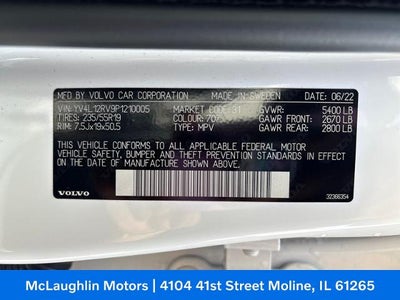 MFD BY VOLVO CAR CORPORATION MADE IN SWEDEN DATE: 06/22
VIN: YV4L12RV9P1210005 MARKET CODE: 31 GVWR: 5400 LB
TIRES: 235/55R19 COLOUR: GAWR FRONT: 2670 LB
RIM: 7.5Jx19x50.5 TYPE: MPV GAWR REAR: 2800 LB
THIS VEHICLE CONFORMS TO ALL APPLICABLE FEDERAL MOTOR
VEHICLE SAFETY, BUMPER AND THEFT PREVENTION STANDARDS IN EFFECT ON THE
DATE OF MANUFACTURE SHOWN ABOVE.
VOLVO 32366354
McLaughlin Motors | 4104 41st Street Moline, IL 61265